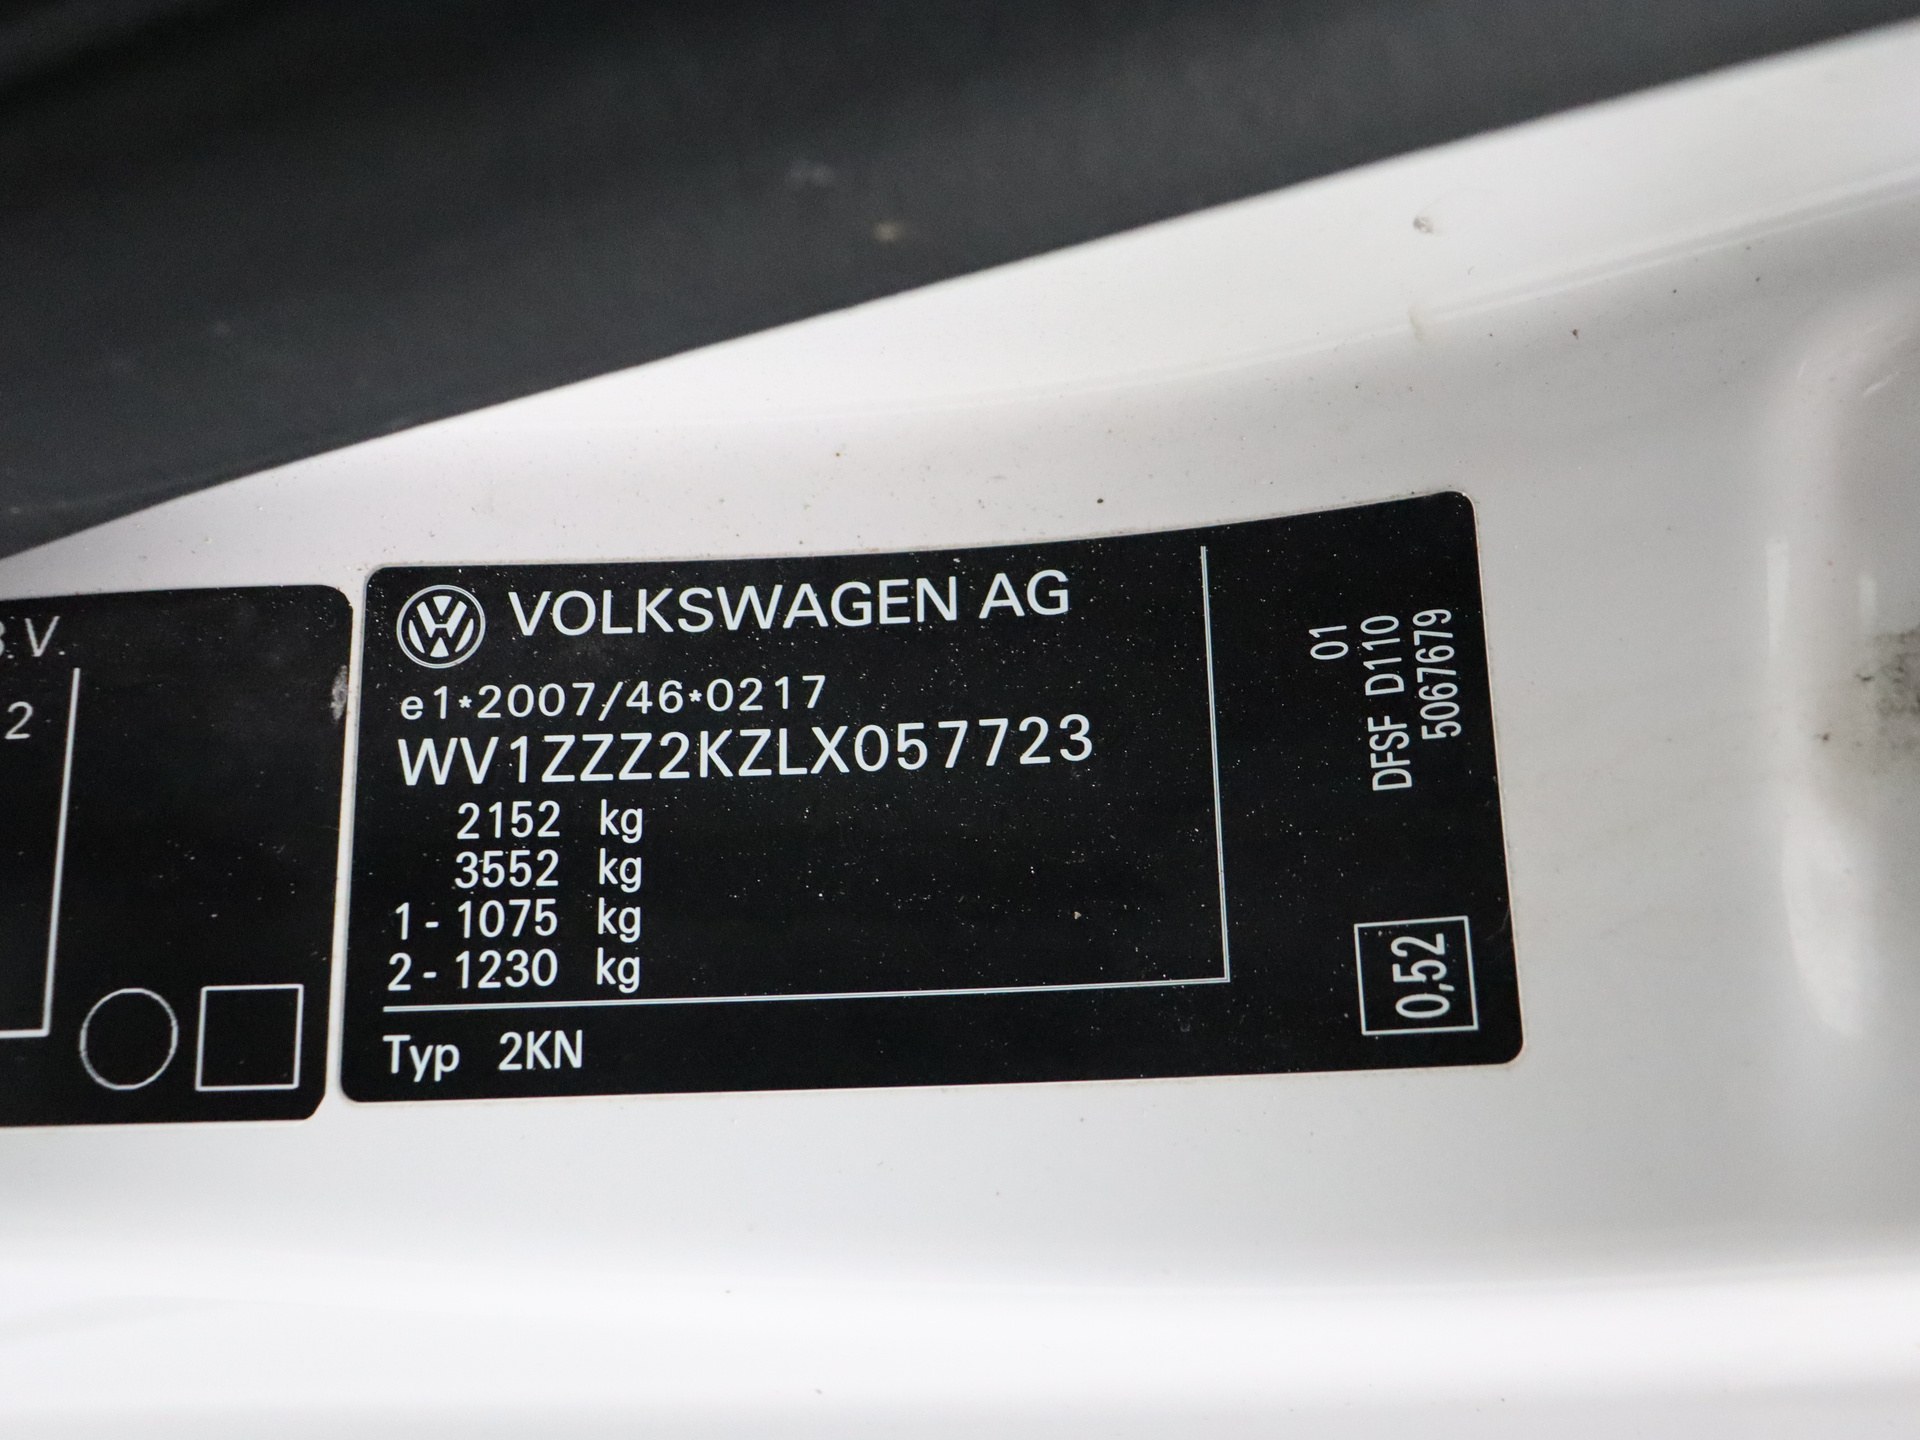 B.V.
2
VOLKSWAGEN AG
e1*2007/46*0217
WV1ZZZ2KZLX057723
2152 kg
3552 kg
1 - 1075 kg
2 - 1230 kg
Typ 2KN
01
DFSF D110
5067679
0,52